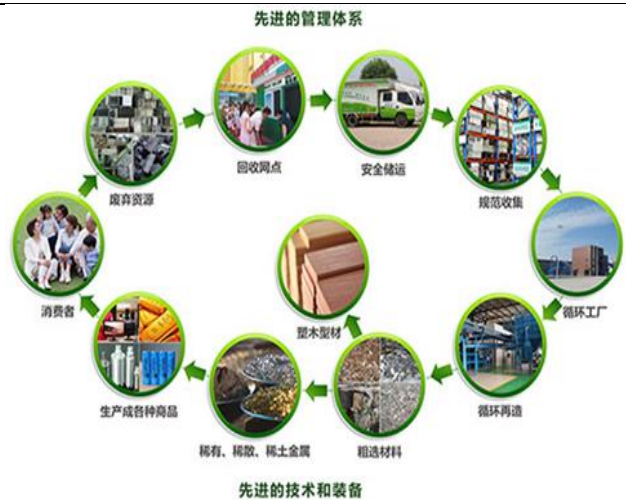 先进的管理体系
回收网点
安全储运
废弃资源
规范收集
消费者
循环工厂
塑木型材
生产成各种商品
循环再造
稀有、稀散、稀土金属
粗选材料
先进的技术和装备